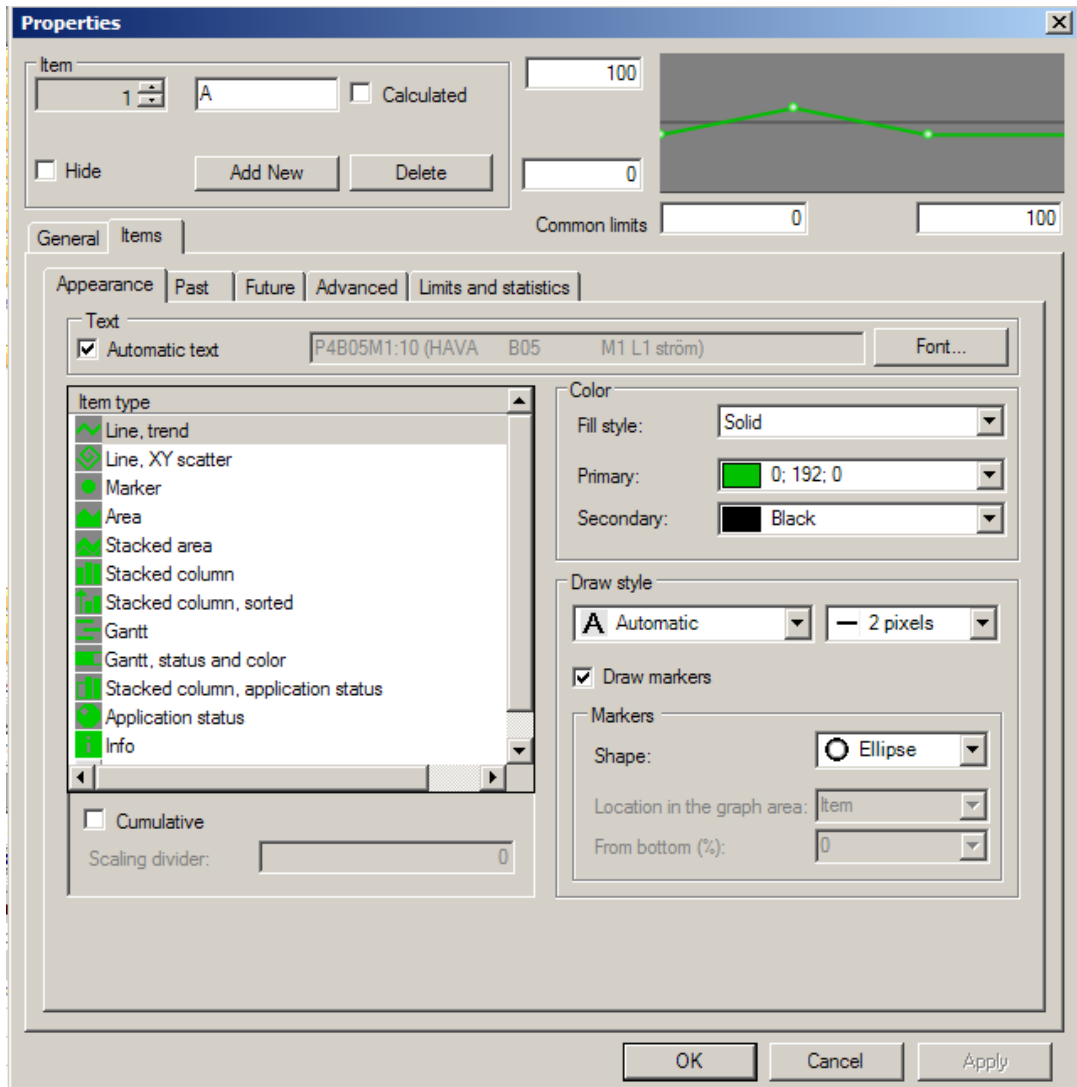 Properties
Item
1 A Calculated
Hide Add New Delete
100
0
Common limits 0 100
General Items
Appearance Past Future Advanced Limits and statistics
Text
Automatic text P4B05M1:10 (HAVA B05 M1 L1 ström) Font...
Item type
Line, trend
Line, XY scatter
Marker
Area
Stacked area
Stacked column
Stacked column, sorted
Gantt
Gantt, status and color
Stacked column, application status
Application status
Info
Cumulative
Scaling divider: 0
Color
Fill style: Solid
Primary: 0; 192; 0
Secondary: Black
Draw style
A Automatic 2 pixels
Draw markers
Markers
Shape: Ellipse
Location in the graph area: Item
From bottom (%): 0
OK Cancel Apply